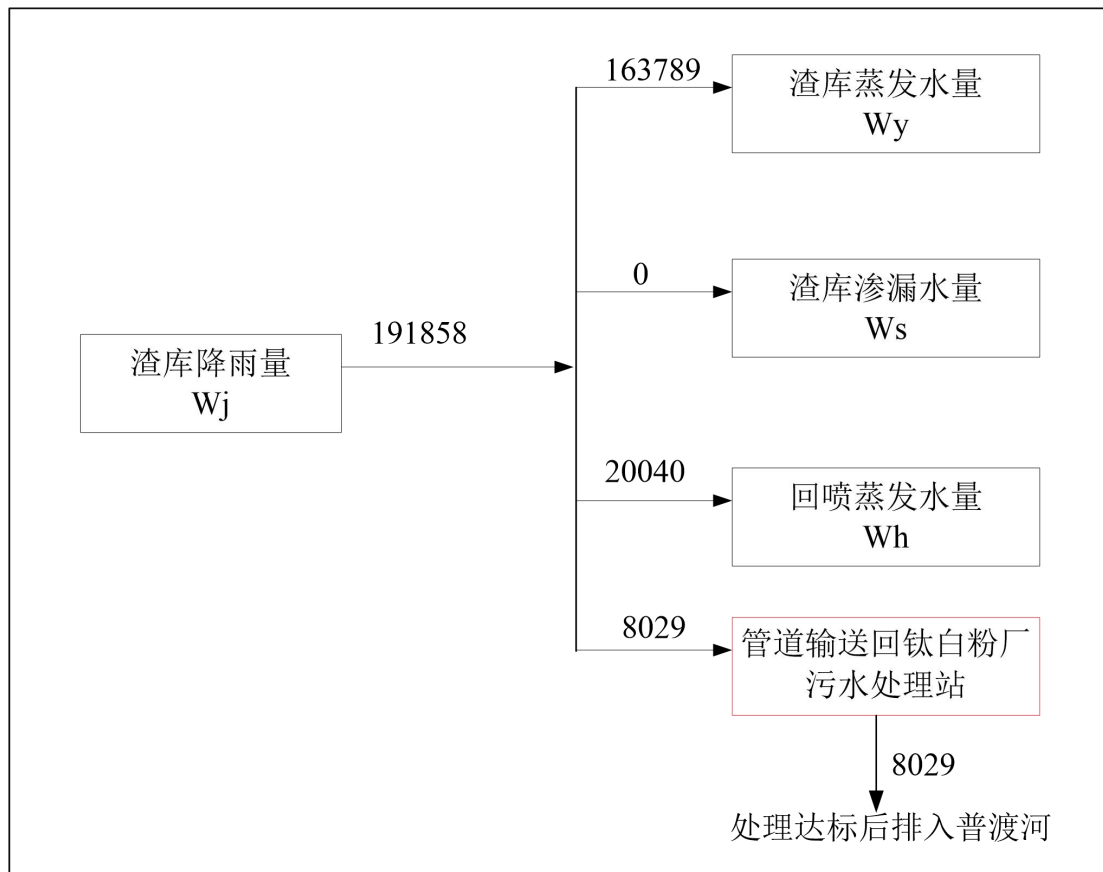 163789
渣库蒸发水量
Wy
0
渣库渗漏水量
Ws
191858
渣库降雨量
Wj
20040
回喷蒸发水量
Wh
8029
管道输送回钛白粉厂
污水处理站
8029
处理达标后排入普渡河